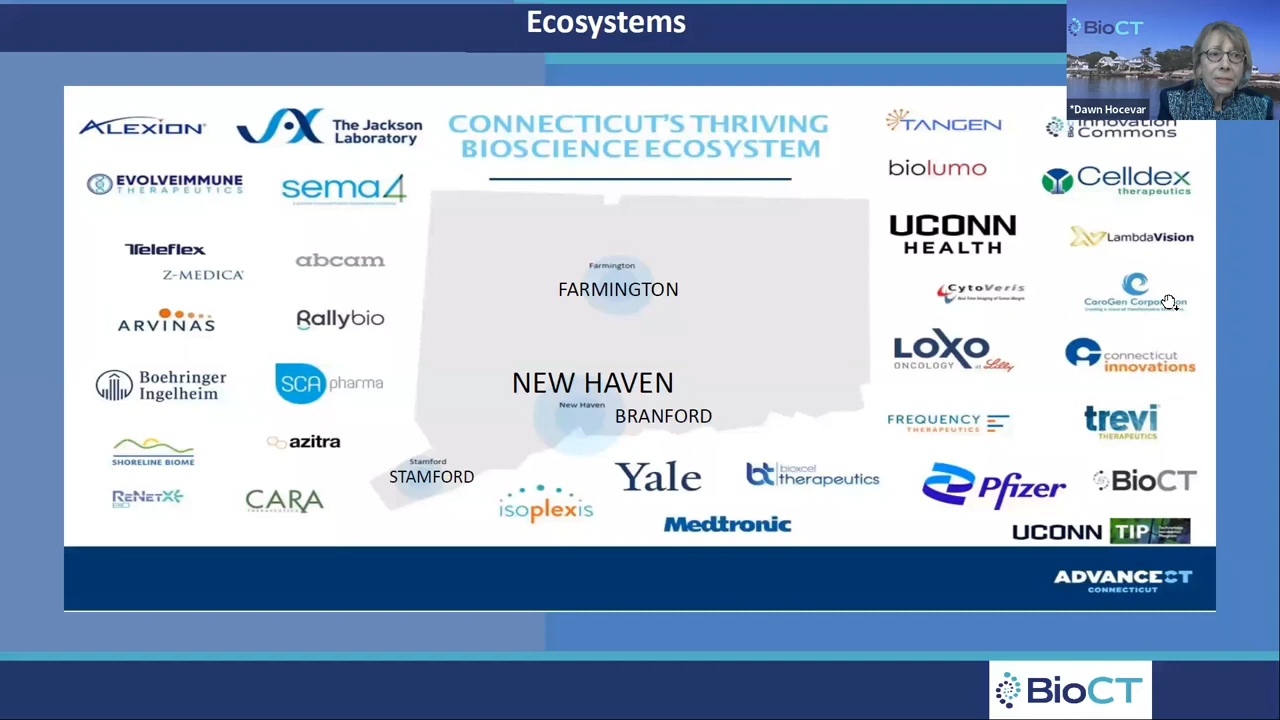 Ecosystems
BioCT
*Dawn Hocevar
ALEXION
The Jackson
Laboratory
CONNECTICUT'S THRIVING
BIOSCIENCE ECOSYSTEM
TANGEN
Innovation
Commons
EVOLVEIMMUNE
THERAPEUTICS
sema4
biolumo
Celldex
therapeutics
Teleflex
Z-MEDICA
abcam
UCONN
HEALTH
LambdaVision
Farmington
FARMINGTON
CytoVeris
CaroGen Corporation
ARVINAS
Rallybio
LOXO
ONCOLOGY at Lilly
connecticut
innovations
Boehringer
Ingelheim
SCA pharma
NEW HAVEN
New Haven
BRANFORD
FREQUENCY
THERAPEUTICS
trevi
THERAPEUTICS
SHORELINE BIOME
azitra
Stamford
STAMFORD
Yale
bt bioxcel
therapeutics
Pfizer
BioCT
ReNetX
BIO
CARA
THERAPEUTICS
isoplexis
Medtronic
UCONN TIP
ADVANCECT
CONNECTICUT
BioCT